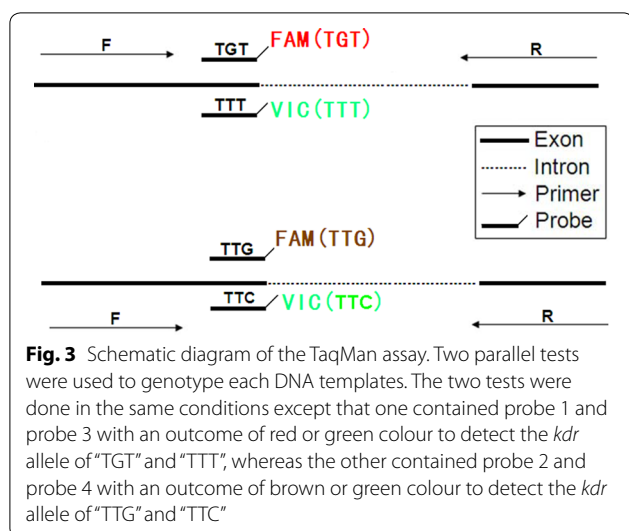 F
TGT FAM(TGT)
R
TTT VIC(TTT)
Exon
Intron
Primer
Probe
TTG FAM(TTG)
TTC VIC(TTC)
F
R
Fig. 3 Schematic diagram of the TaqMan assay. Two parallel tests
were used to genotype each DNA templates. The two tests were
done in the same conditions except that one contained probe 1 and
probe 3 with an outcome of red or green colour to detect the kdr
allele of “TGT” and “TTT”, whereas the other contained probe 2 and
probe 4 with an outcome of brown or green colour to detect the kdr
allele of “TTG” and “TTC”